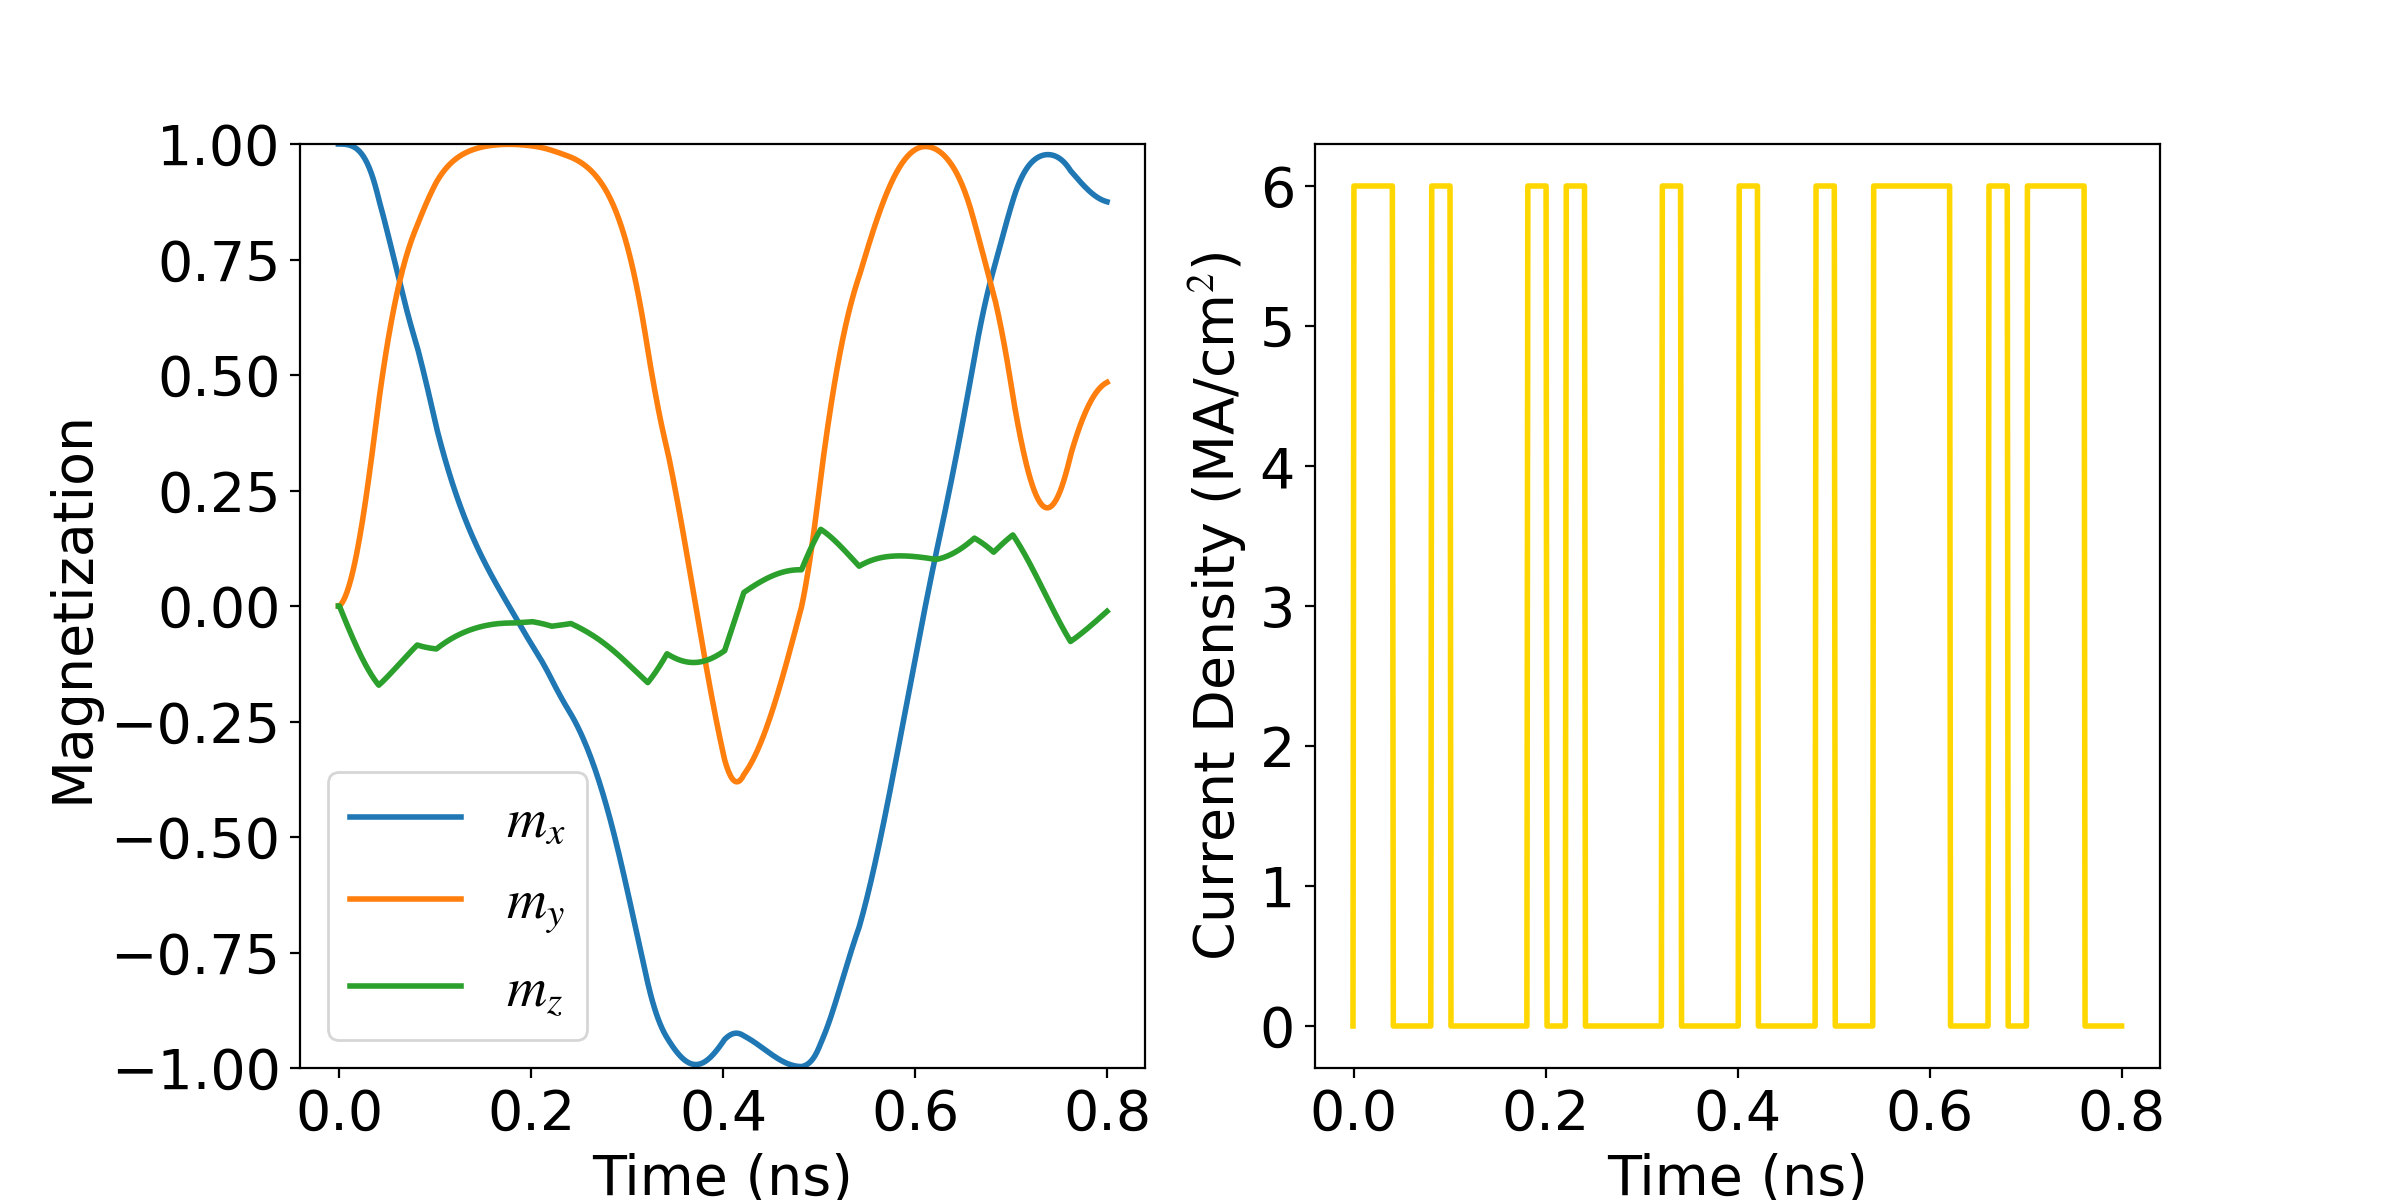 Magnetization
1.00
0.75
0.50
0.25
0.00
−0.25
−0.50
−0.75
−1.00
m_x
m_y
m_z
0.0 0.2 0.4 0.6 0.8
Time (ns)
Current Density (MA/cm²)
6
5
4
3
2
1
0
0.0 0.2 0.4 0.6 0.8
Time (ns)